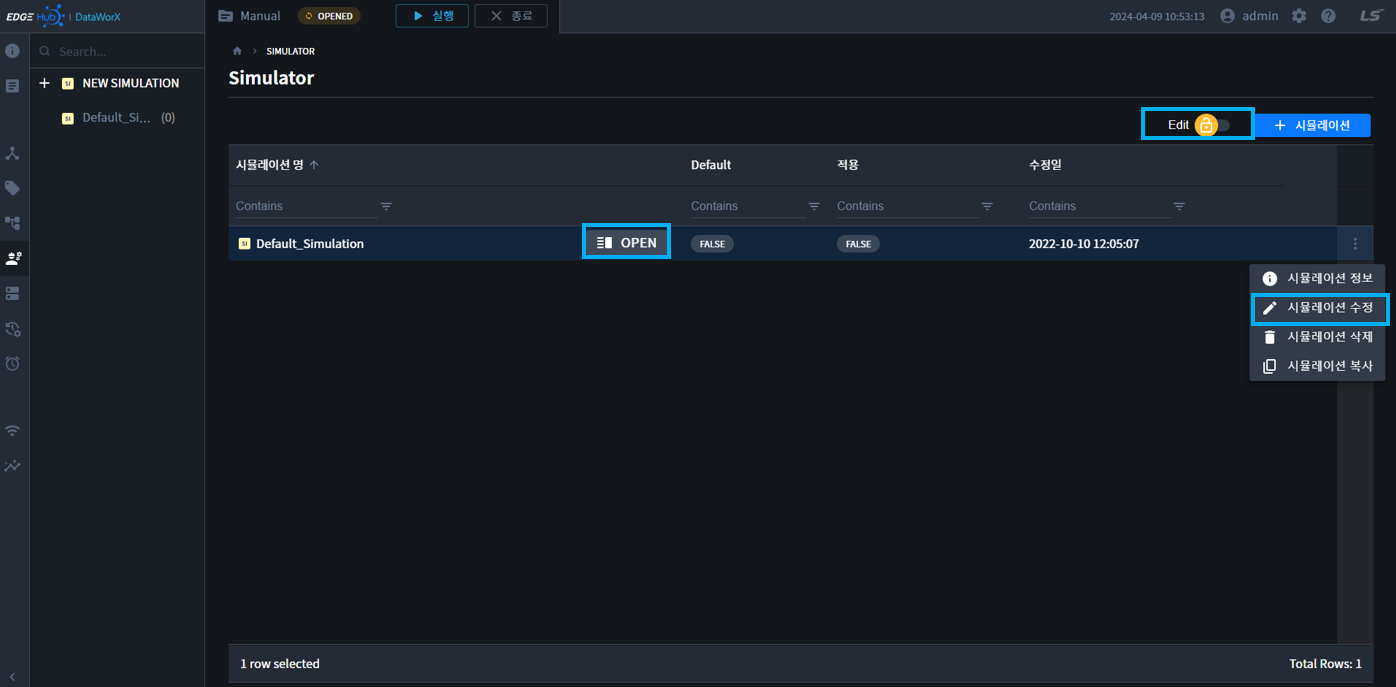 EDGE Hub | DataWorX
Manual OPENED 실행 종료 2024-04-09 10:53:13 admin LS
Search...
SIMULATOR
NEW SIMULATION
Simulator
Default_Si... (0)
Edit 시뮬레이션
시뮬레이션 명 Default 적용 수정일
Contains Contains Contains Contains
SI Default_Simulation OPEN FALSE FALSE 2022-10-10 12:05:07
시뮬레이션 정보
시뮬레이션 수정
시뮬레이션 삭제
시뮬레이션 복사
1 row selected Total Rows: 1